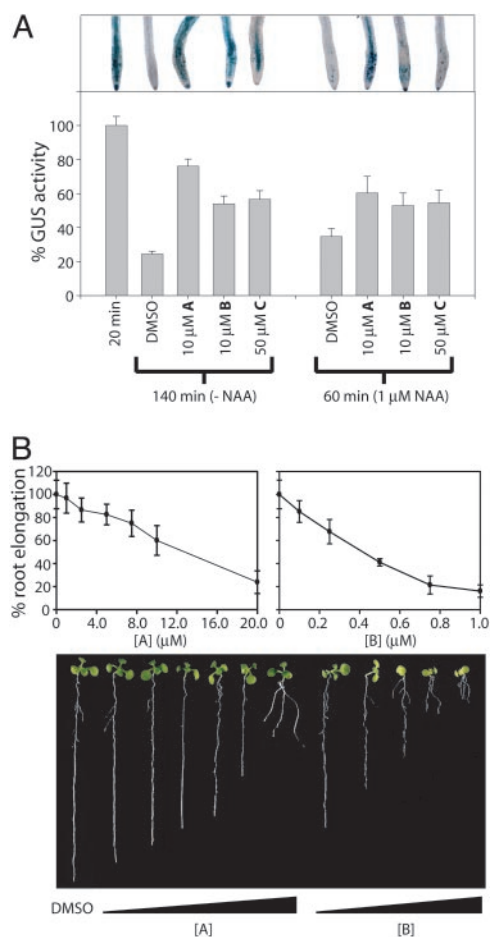 A
% GUS activity
100
80
60
40
20
0
20 min
DMSO
10 μM A
10 μM B
50 μM C
DMSO
10 μM A
10 μM B
50 μM C
140 min (- NAA)
60 min (1 μM NAA)
B
% root elongation
120
100
80
60
40
20
0
0
4.0
8.0
12.0
16.0
20.0
0
0.2
0.4
0.6
0.8
1.0
[A] (μM)
[B] (μM)
DMSO
[A]
[B]